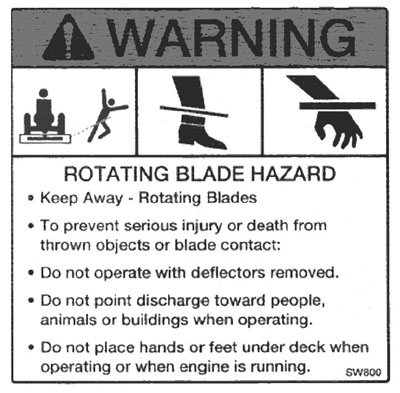 WARNING
ROTATING BLADE HAZARD
• Keep Away - Rotating Blades
• To prevent serious injury or death from
thrown objects or blade contact:
• Do not operate with deflectors removed.
• Do not point discharge toward people,
animals or buildings when operating.
• Do not place hands or feet under deck when
operating or when engine is running.
SW800